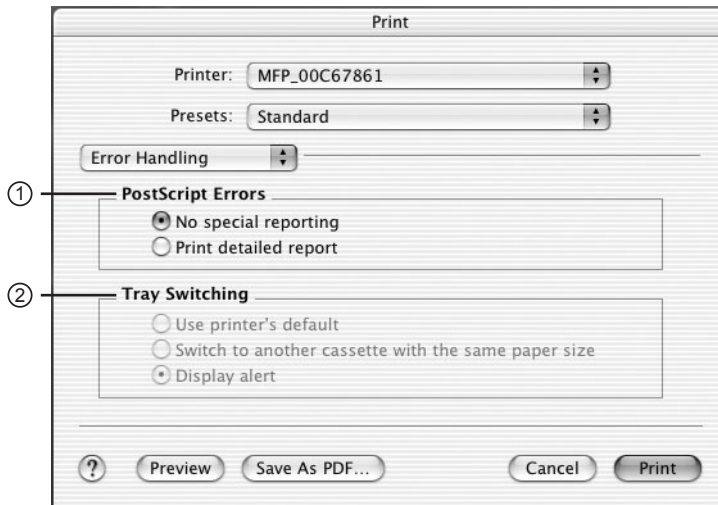 Print
Printer: MFP_00C67861
Presets: Standard
Error Handling
① PostScript Errors
No special reporting
Print detailed report
② Tray Switching
Use printer's default
Switch to another cassette with the same paper size
Display alert
? Preview Save As PDF... Cancel Print